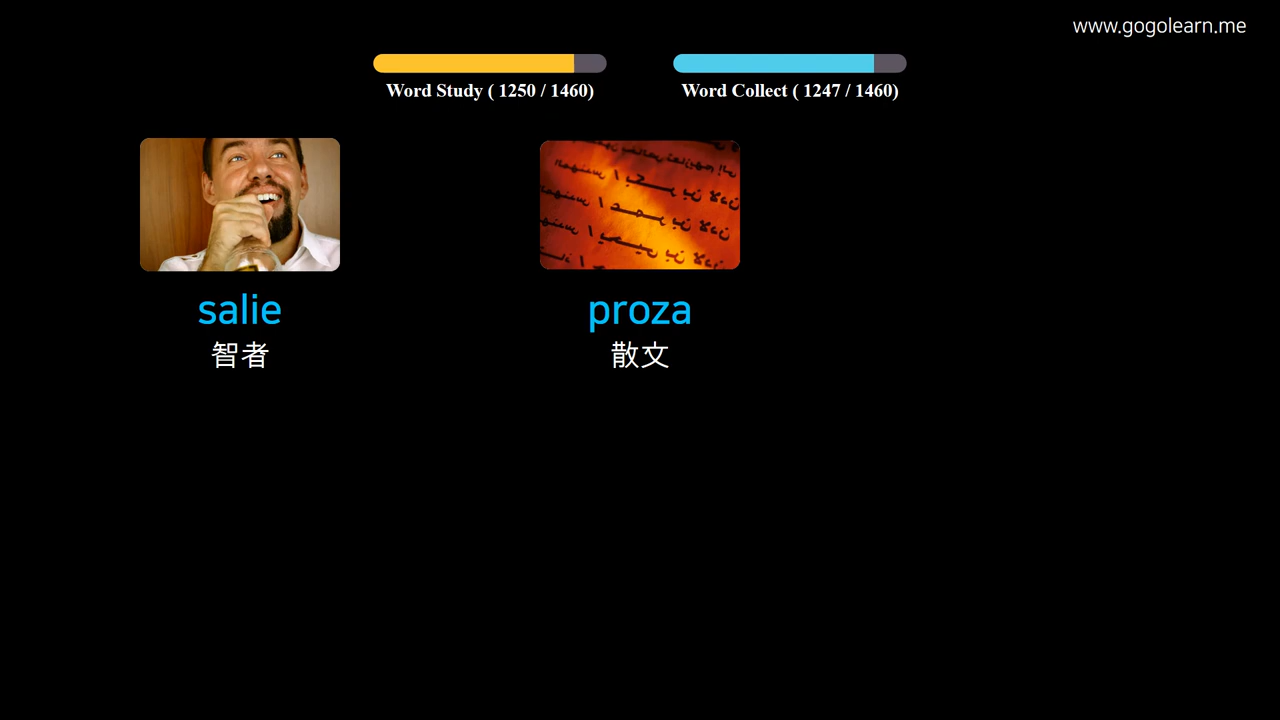 www.gogolearn.me
Word Study ( 1250 / 1460)
Word Collect ( 1247 / 1460)
salie
智者
proza
散文